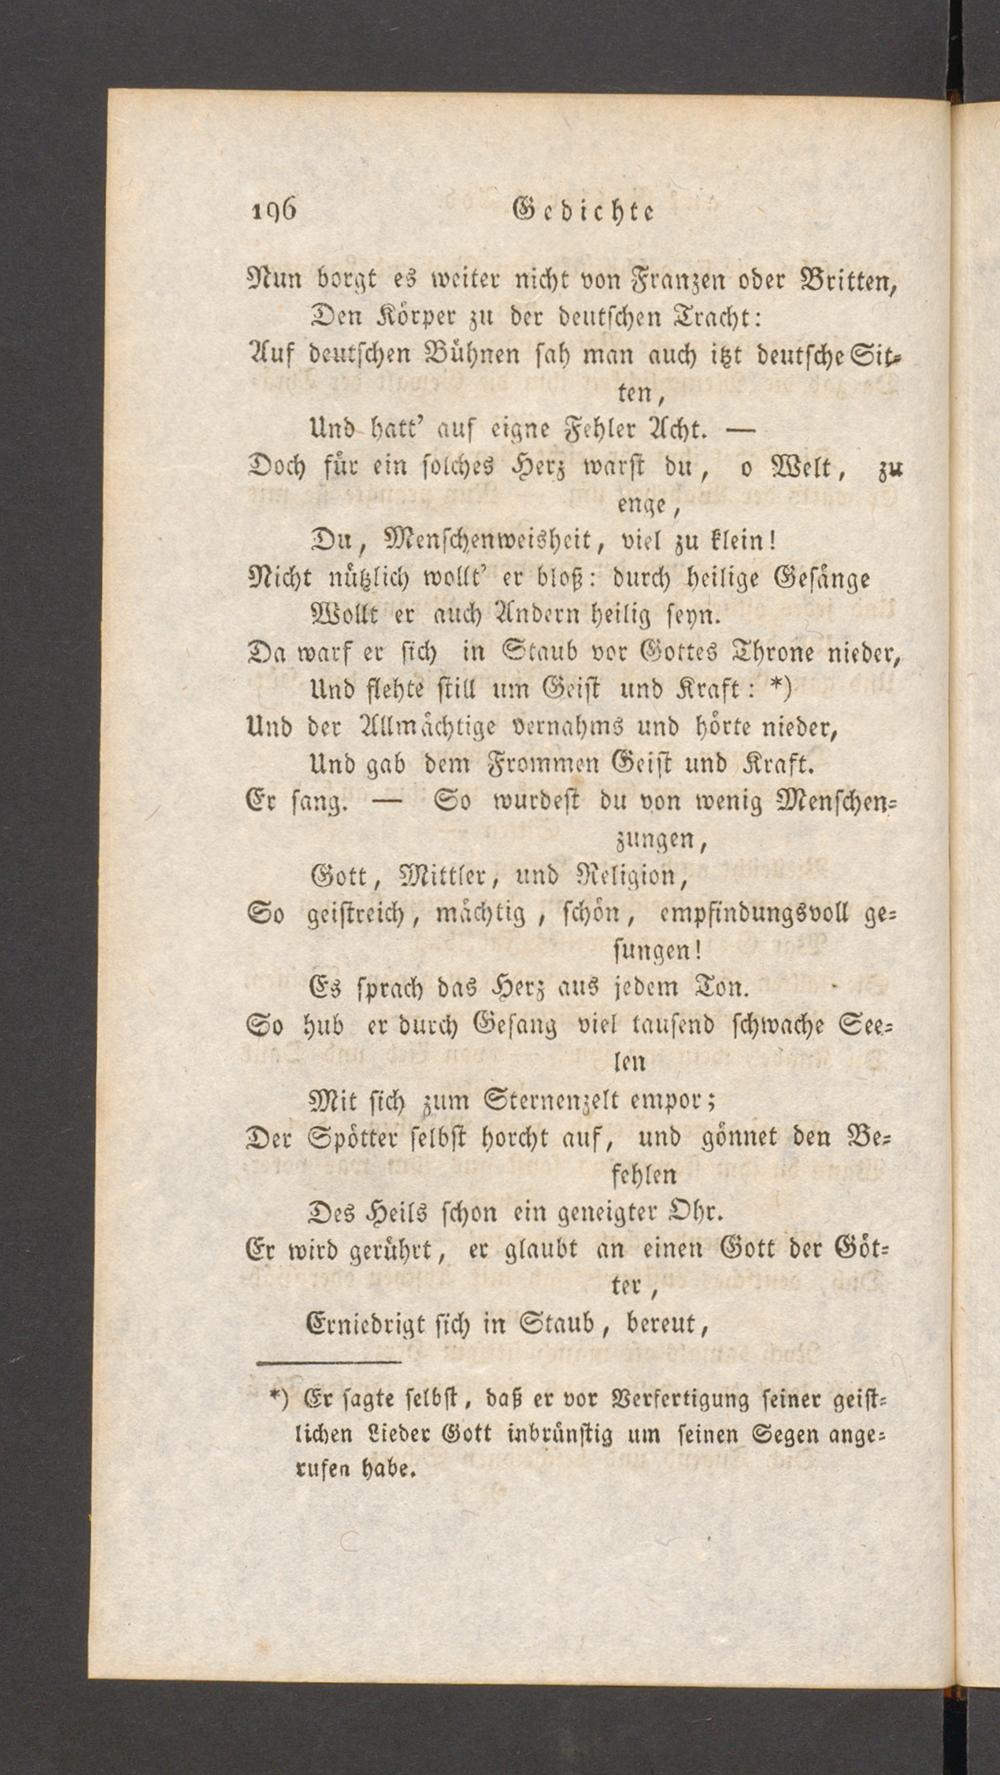 196 Gedichte
Nun borgt es weiter nicht von Franzen oder Britten,
Den Körper zu der deutschen Tracht:
Auf deutschen Bühnen sah man auch itzt deutsche Sit-
ten,
Und hatt' auf eigne Fehler Acht. —
Doch für ein solches Herz warst du, o Welt, zu
enge,
Du, Menschenweisheit, viel zu klein!
Nicht nützlich wollt' er bloß: durch heilige Gesänge
Wollt er auch Andern heilig seyn.
Da warf er sich in Staub vor Gottes Throne nieder,
Und flehte still um Geist und Kraft: *)
Und der Allmächtige vernahms und hörte nieder,
Und gab dem Frommen Geist und Kraft.
Er sang. — So wurdest du von wenig Menschen-
zungen,
Gott, Mittler, und Religion,
So geistreich, mächtig, schön, empfindungsvoll ge-
sungen!
Es sprach das Herz aus jedem Ton.
So hub er durch Gesang viel tausend schwache See-
len
Mit sich zum Sternenzelt empor;
Der Spötter selbst horcht auf, und gönnet den Be-
fehlen
Des Heils schon ein geneigter Ohr.
Er wird gerührt, er glaubt an einen Gott der Göt-
ter,
Erniedrigt sich in Staub, bereut,
*) Er sagte selbst, daß er vor Verfertigung seiner geist-
lichen Lieder Gott inbrünstig um seinen Segen ange-
rufen habe.